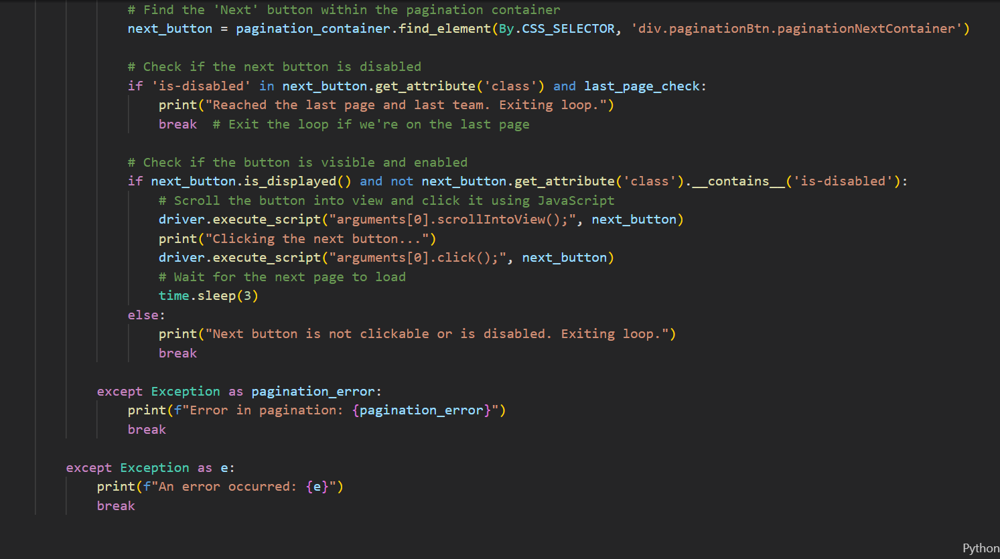 # Find the 'Next' button within the pagination container
next_button = pagination_container.find_element(By.CSS_SELECTOR, 'div.paginationBtn.paginationNextContainer')
# Check if the next button is disabled
if 'is-disabled' in next_button.get_attribute('class') and last_page_check:
print("Reached the last page and last team. Exiting loop.")
break  # Exit the loop if we're on the last page
# Check if the button is visible and enabled
if next_button.is_displayed() and not next_button.get_attribute('class').__contains__('is-disabled'):
# Scroll the button into view and click it using JavaScript
driver.execute_script("arguments[0].scrollIntoView();", next_button)
print("Clicking the next button...")
driver.execute_script("arguments[0].click();", next_button)
# Wait for the next page to load
time.sleep(3)
else:
print("Next button is not clickable or is disabled. Exiting loop.")
break
except Exception as pagination_error:
print(f"Error in pagination: {pagination_error}")
break
except Exception as e:
print(f"An error occurred: {e}")
break
Python